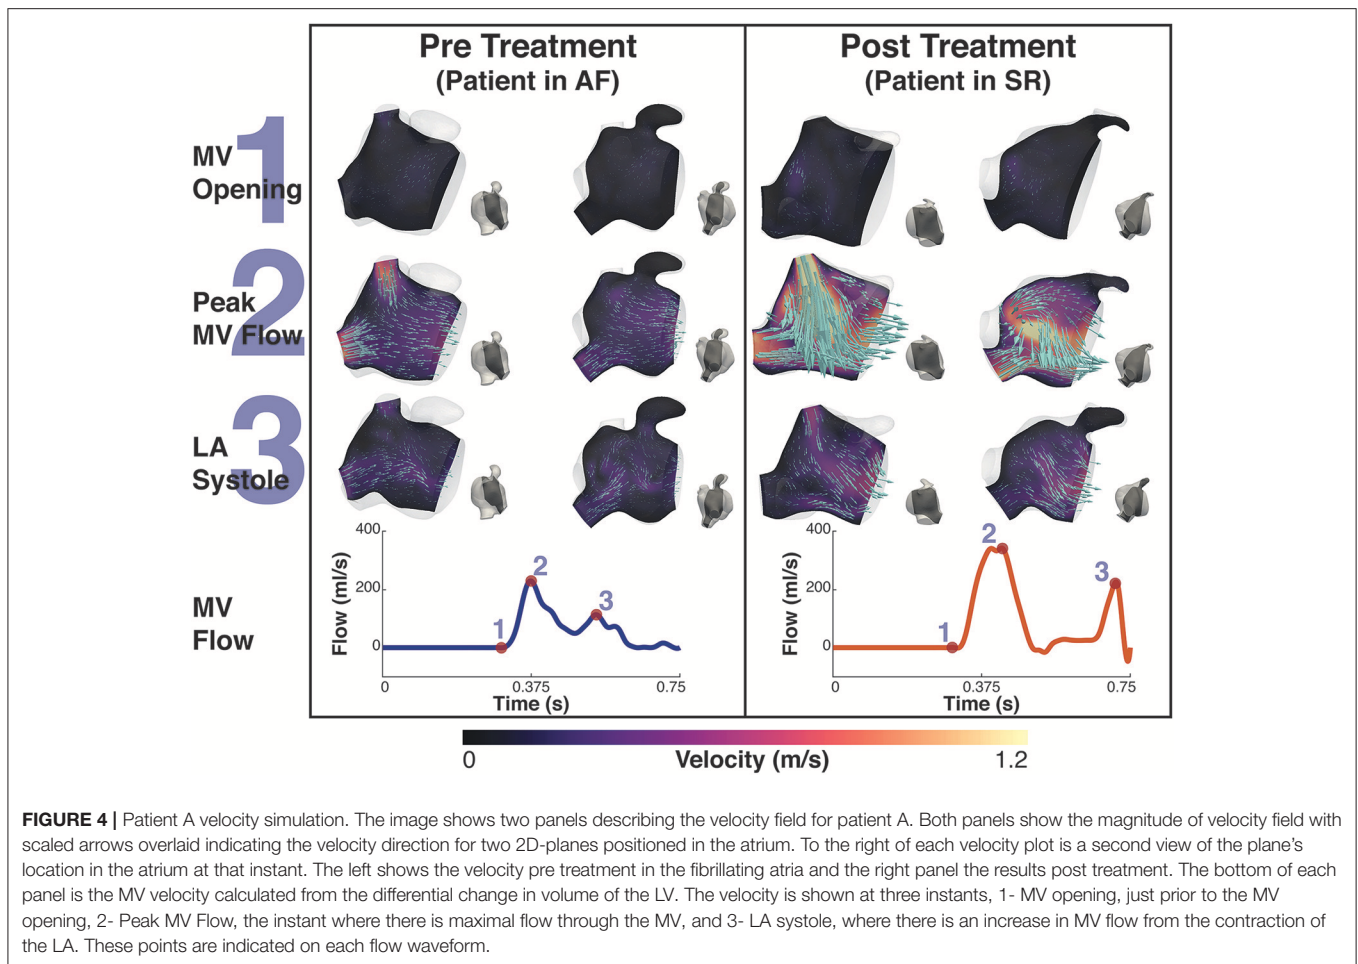 Pre Treatment
(Patient in AF)
Post Treatment
(Patient in SR)
1
MV
Opening
2
Peak
MV Flow
3
LA
Systole
MV
Flow
Flow (ml/s)
400
200
0
1
2
3
0
0.375
0.75
Time (s)
Flow (ml/s)
400
200
0
1
2
3
0
0.375
0.75
Time (s)
0
Velocity (m/s)
1.2
FIGURE 4 | Patient A velocity simulation. The image shows two panels describing the velocity field for patient A. Both panels show the magnitude of velocity field with
scaled arrows overlaid indicating the velocity direction for two 2D-planes positioned in the atrium. To the right of each velocity plot is a second view of the plane's
location in the atrium at that instant. The left shows the velocity pre treatment in the fibrillating atria and the right panel the results post treatment. The bottom of each
panel is the MV velocity calculated from the differential change in volume of the LV. The velocity is shown at three instants, 1- MV opening, just prior to the MV
opening, 2- Peak MV Flow, the instant where there is maximal flow through the MV, and 3- LA systole, where there is an increase in MV flow from the contraction of
the LA. These points are indicated on each flow waveform.